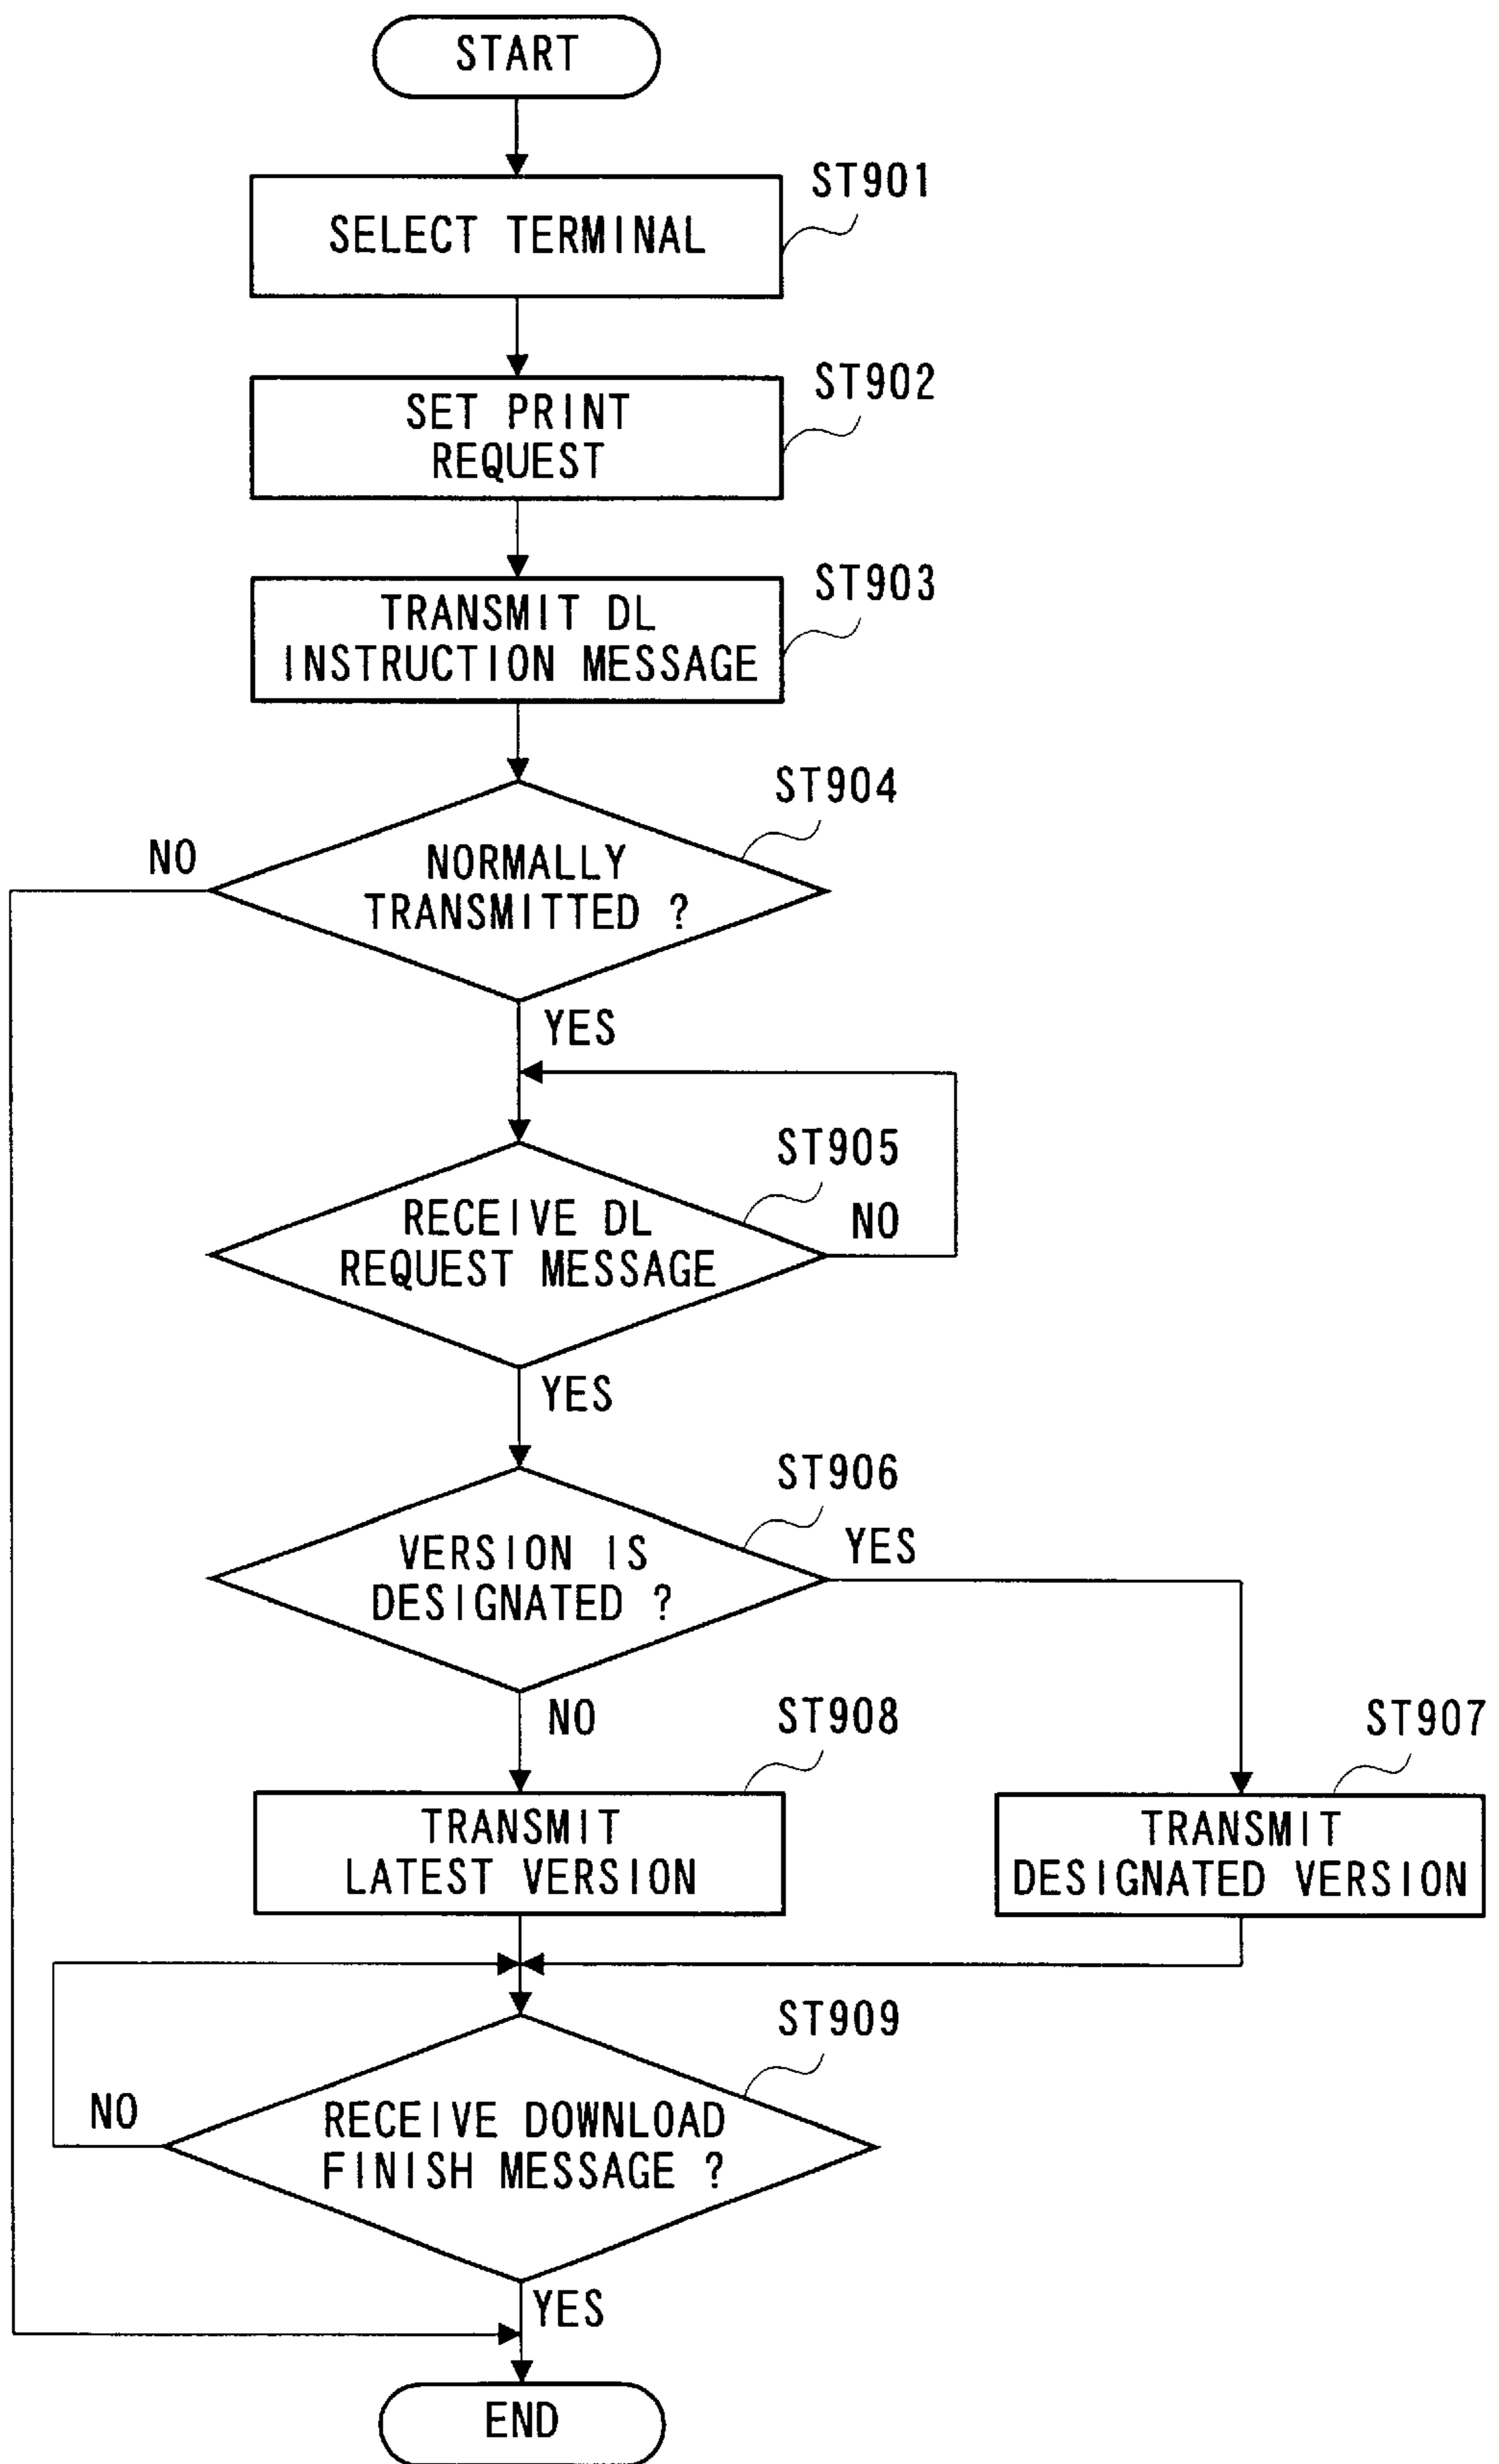 START
ST901
SELECT TERMINAL
ST902
SET PRINT
REQUEST
ST903
TRANSMIT DL
INSTRUCTION MESSAGE
ST904
NO
NORMALLY
TRANSMITTED ?
YES
ST905
RECEIVE DL
REQUEST MESSAGE
NO
YES
ST906
VERSION IS
DESIGNATED ?
YES
NO
ST908
ST907
TRANSMIT
LATEST VERSION
TRANSMIT
DESIGNATED VERSION
ST909
NO
RECEIVE DOWNLOAD
FINISH MESSAGE ?
YES
END